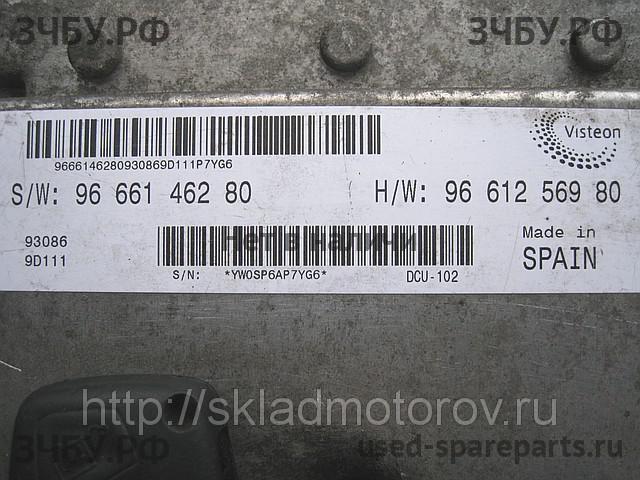 ЗЧБУ.РФ ЗЧБУ.РФ
9666146280930869D111P7YG6
Visteon
S/W: 96 661 462 80 H/W: 96 612 569 80
93086
9D111
Нет в наличии
Made in
SPAIN
S/N: *YW0SP6AP7YG6* DCU-102
http://skladmotorov.ru
ЗЧБУ.РФ used-spareparts.ru